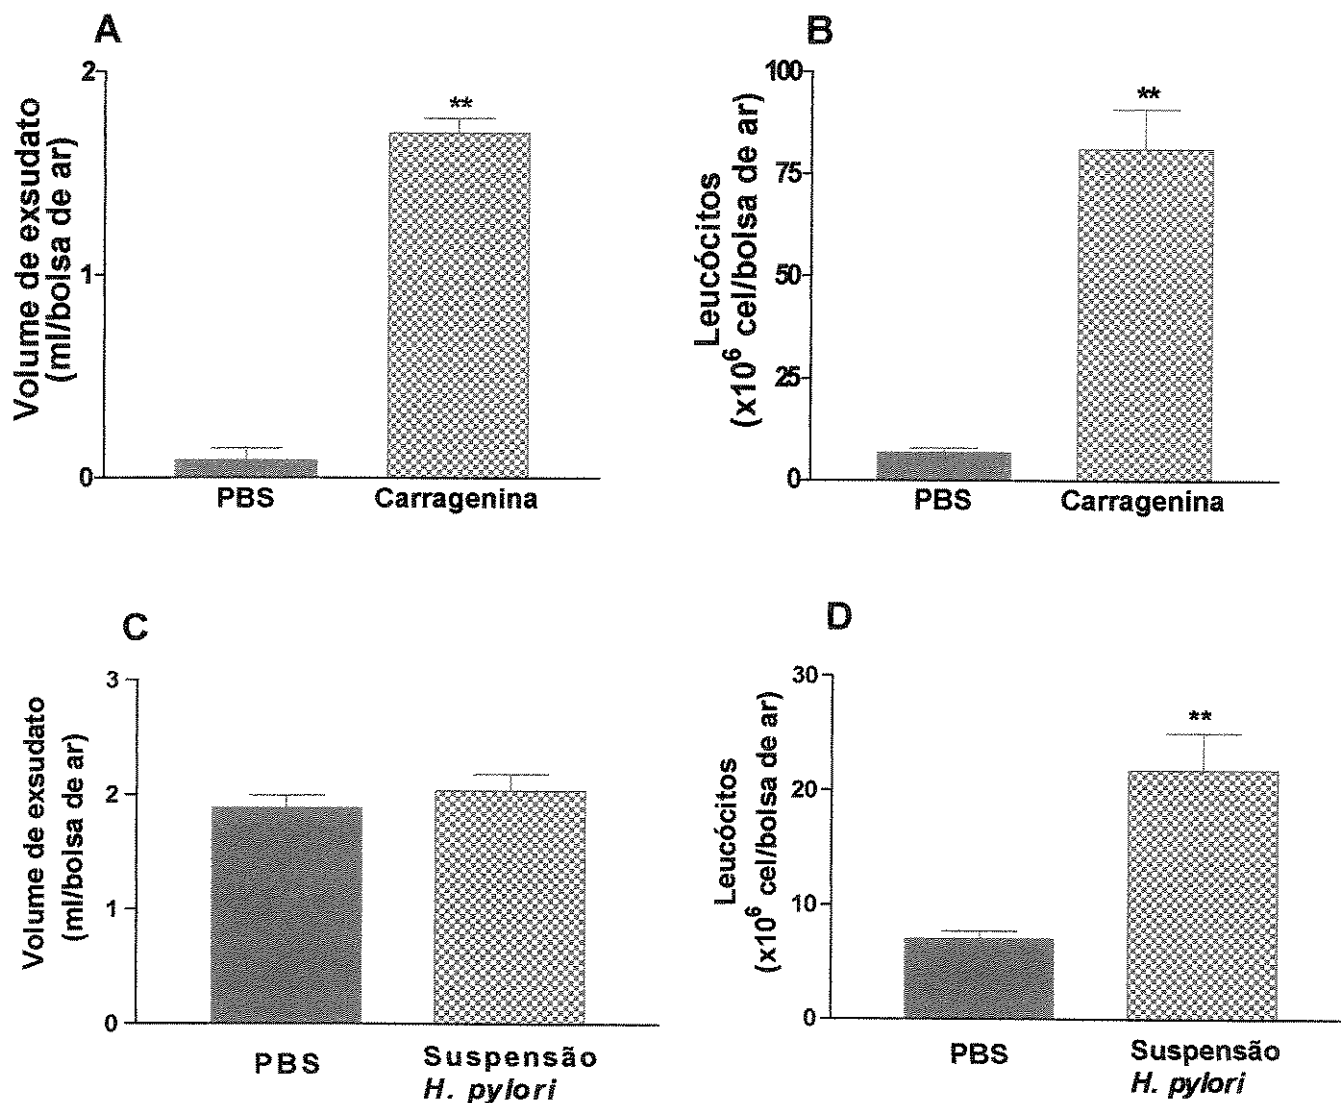 A
Volume de exsudato
(ml/bolsa de ar)
2
1
0
**
PBS
Carragenina
B
Leucócitos
(x10⁶ cel/bolsa de ar)
100
75
50
25
0
**
PBS
Carragenina
C
Volume de exsudato
(ml/bolsa de ar)
3
2
1
0
PBS
Suspensão
H. pylori
D
Leucócitos
(x10⁶ cel/bolsa de ar)
30
20
10
0
**
PBS
Suspensão
H. pylori